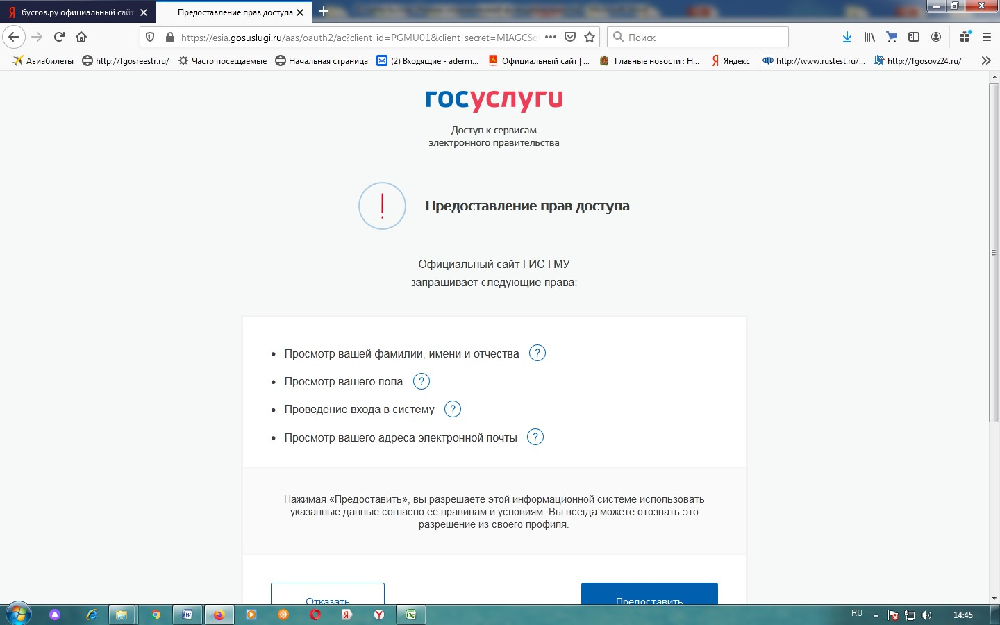 бусгов.ру официальный сайт
Предоставление прав доступа
https://esia.gosuslugi.ru/aas/oauth2/ac?client_id=PGMU01&client_secret=MIAGCSq
Поиск
Авиабилеты
http://fgosreestr.ru/
Часто посещаемые
Начальная страница
(2) Входящие - aderm...
Официальный сайт | ...
Главные новости : Н...
Яндекс
http://www.rustest.ru/...
http://fgosovz24.ru/
госуслуги
Доступ к сервисам
электронного правительства
Предоставление прав доступа
Официальный сайт ГИС ГМУ
запрашивает следующие права:
• Просмотр вашей фамилии, имени и отчества ?
• Просмотр вашего пола ?
• Проведение входа в систему ?
• Просмотр вашего адреса электронной почты ?
Нажимая «Предоставить», вы разрешаете этой информационной системе использовать
указанные данные согласно ее правилам и условиям. Вы всегда можете отозвать это
разрешение из своего профиля.
Отказать
Предоставить
RU
14:45